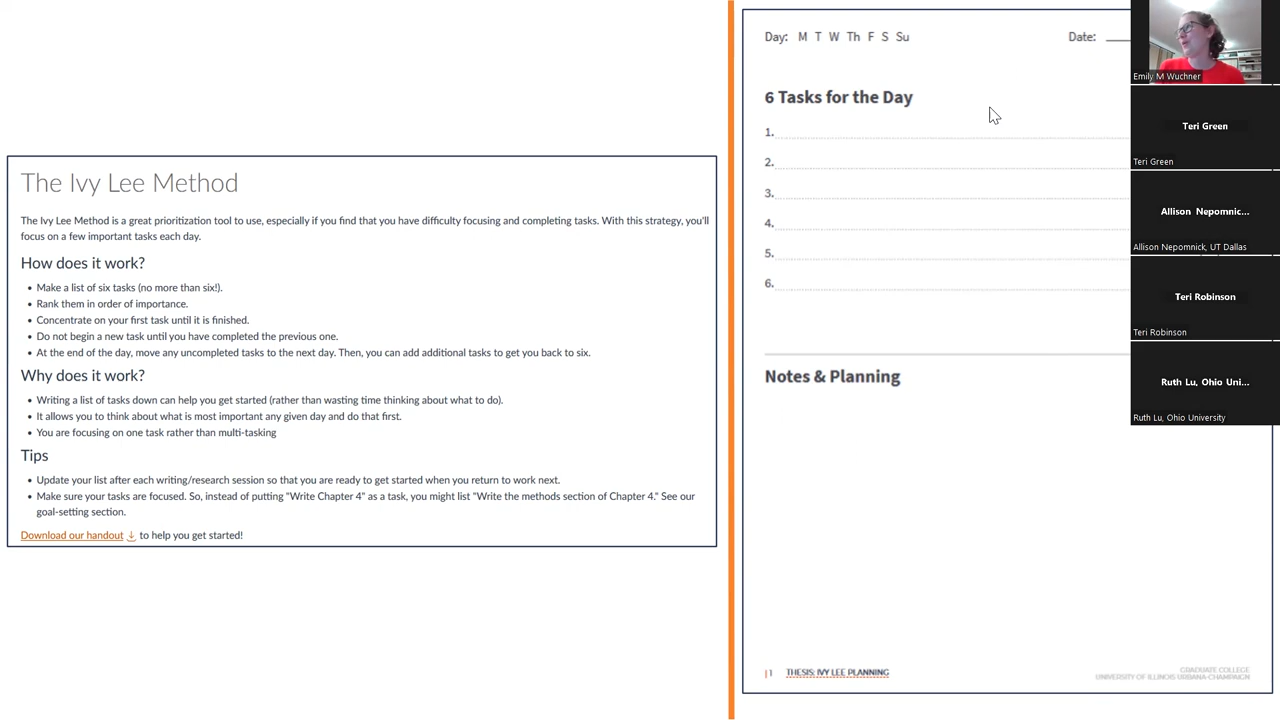 The Ivy Lee Method
The Ivy Lee Method is a great prioritization tool to use, especially if you find that you have difficulty focusing and completing tasks. With this strategy, you'll
focus on a few important tasks each day.
How does it work?
• Make a list of six tasks (no more than six!).
• Rank them in order of importance.
• Concentrate on your first task until it is finished.
• Do not begin a new task until you have completed the previous one.
• At the end of the day, move any uncompleted tasks to the next day. Then, you can add additional tasks to get you back to six.
Why does it work?
• Writing a list of tasks down can help you get started (rather than wasting time thinking about what to do).
• It allows you to think about what is most important any given day and do that first.
• You are focusing on one task rather than multi-tasking
Tips
• Update your list after each writing/research session so that you are ready to get started when you return to work next.
• Make sure your tasks are focused. So, instead of putting "Write Chapter 4" as a task, you might list "Write the methods section of Chapter 4." See our
goal-setting section.
Download our handout ↓ to help you get started!
Day: M T W Th F S Su Date:
6 Tasks for the Day
1.
2.
3.
4.
5.
6.
Notes & Planning
| 1 THESIS: IVY LEE PLANNING
GRADUATE COLLEGE
UNIVERSITY OF ILLINOIS URBANA-CHAMPAIGN
Emily M Wuchner
Teri Green
Teri Green
Allison Nepomnic...
Allison Nepomnick, UT Dallas
Teri Robinson
Teri Robinson
Ruth Lu, Ohio Uni...
Ruth Lu, Ohio University